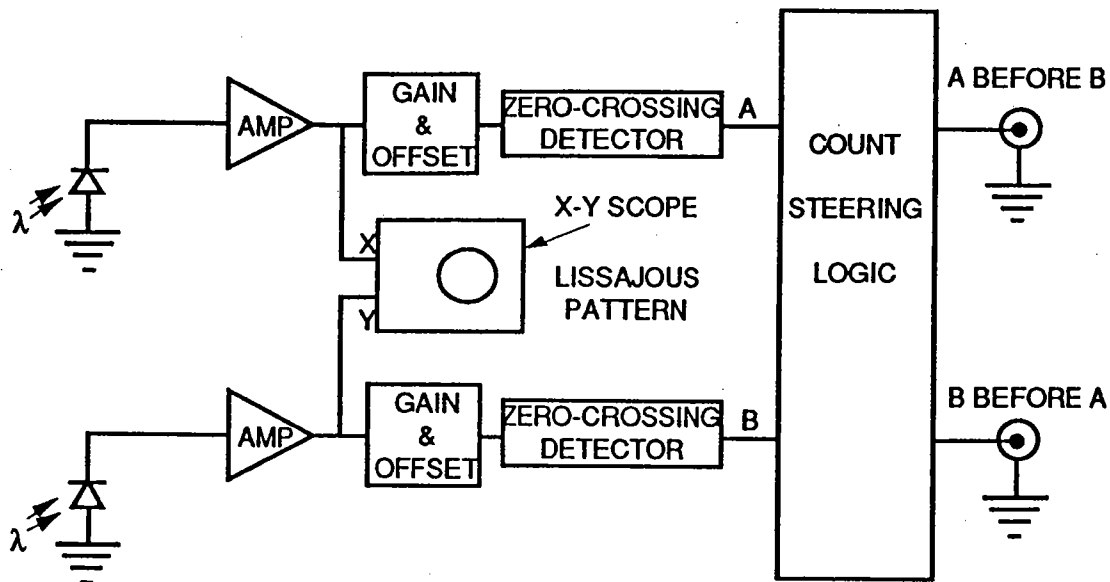 AMP
GAIN
&
OFFSET
ZERO-CROSSING
DETECTOR
A
COUNT
STEERING
LOGIC
A BEFORE B
λ
X
Y
X-Y SCOPE
LISSAJOUS
PATTERN
AMP
GAIN
&
OFFSET
ZERO-CROSSING
DETECTOR
B
B BEFORE A
λ